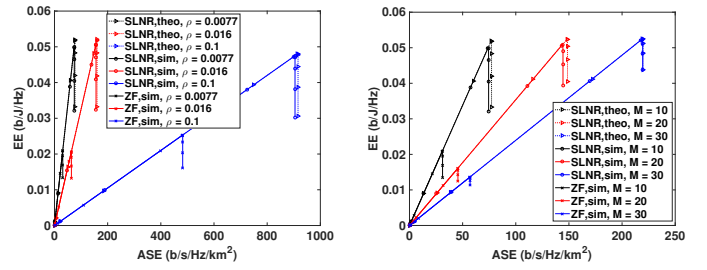 0.06
0.05
0.04
0.03
0.02
0.01
0
EE (b/J/Hz)
SLNR,theo, ρ = 0.0077
SLNR,theo, ρ = 0.016
SLNR,theo, ρ = 0.1
SLNR,sim, ρ = 0.0077
SLNR,sim, ρ = 0.016
SLNR,sim, ρ = 0.1
ZF,sim, ρ = 0.0077
ZF,sim, ρ = 0.016
ZF,sim, ρ = 0.1
0 200 400 600 800 1000
ASE (b/s/Hz/km²)
0.06
0.05
0.04
0.03
0.02
0.01
0
EE (b/J/Hz)
SLNR,theo, M = 10
SLNR,theo, M = 20
SLNR,theo, M = 30
SLNR,sim, M = 10
SLNR,sim, M = 20
SLNR,sim, M = 30
ZF,sim, M = 10
ZF,sim, M = 20
ZF,sim, M = 30
0 50 100 150 200 250
ASE (b/s/Hz/km²)